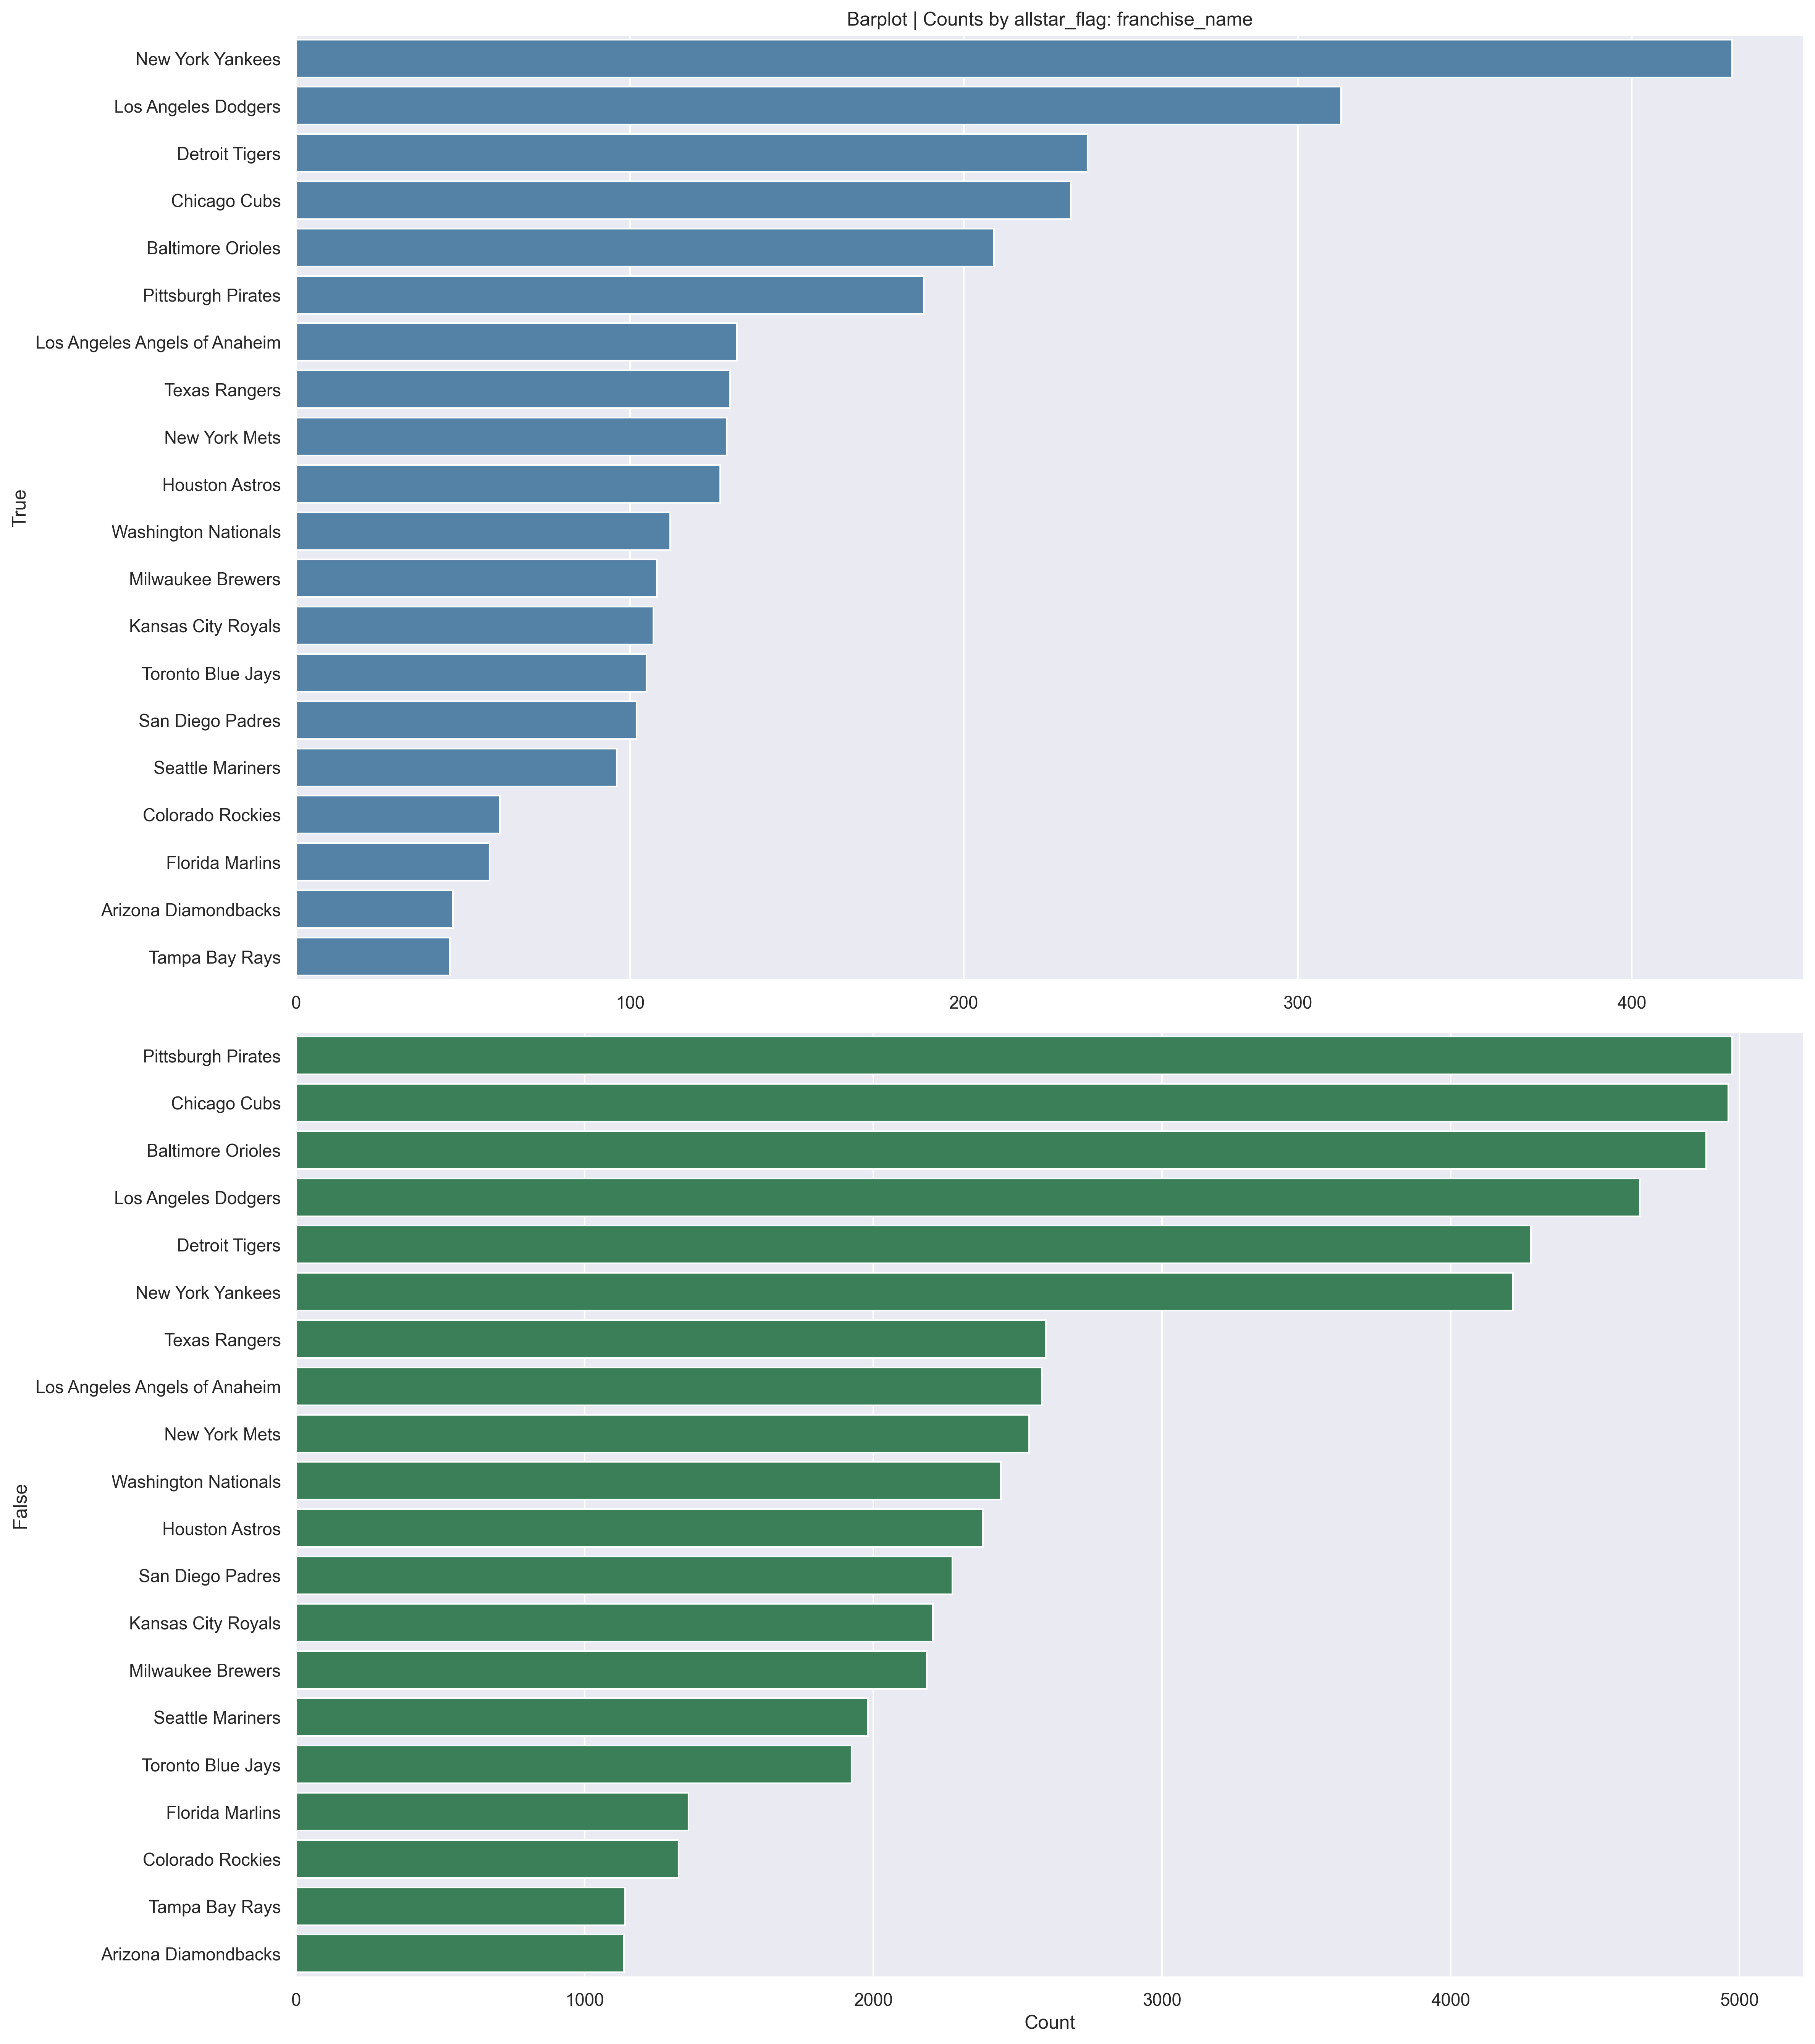 Barplot | Counts by allstar_flag: franchise_name
New York Yankees
Los Angeles Dodgers
Detroit Tigers
Chicago Cubs
Baltimore Orioles
Pittsburgh Pirates
Los Angeles Angels of Anaheim
Texas Rangers
New York Mets
Houston Astros
Washington Nationals
Milwaukee Brewers
Kansas City Royals
Toronto Blue Jays
San Diego Padres
Seattle Mariners
Colorado Rockies
Florida Marlins
Arizona Diamondbacks
Tampa Bay Rays
True
0 100 200 300 400
Pittsburgh Pirates
Chicago Cubs
Baltimore Orioles
Los Angeles Dodgers
Detroit Tigers
New York Yankees
Texas Rangers
Los Angeles Angels of Anaheim
New York Mets
Washington Nationals
Houston Astros
San Diego Padres
Kansas City Royals
Milwaukee Brewers
Seattle Mariners
Toronto Blue Jays
Florida Marlins
Colorado Rockies
Tampa Bay Rays
Arizona Diamondbacks
False
0 1000 2000 3000 4000 5000
Count